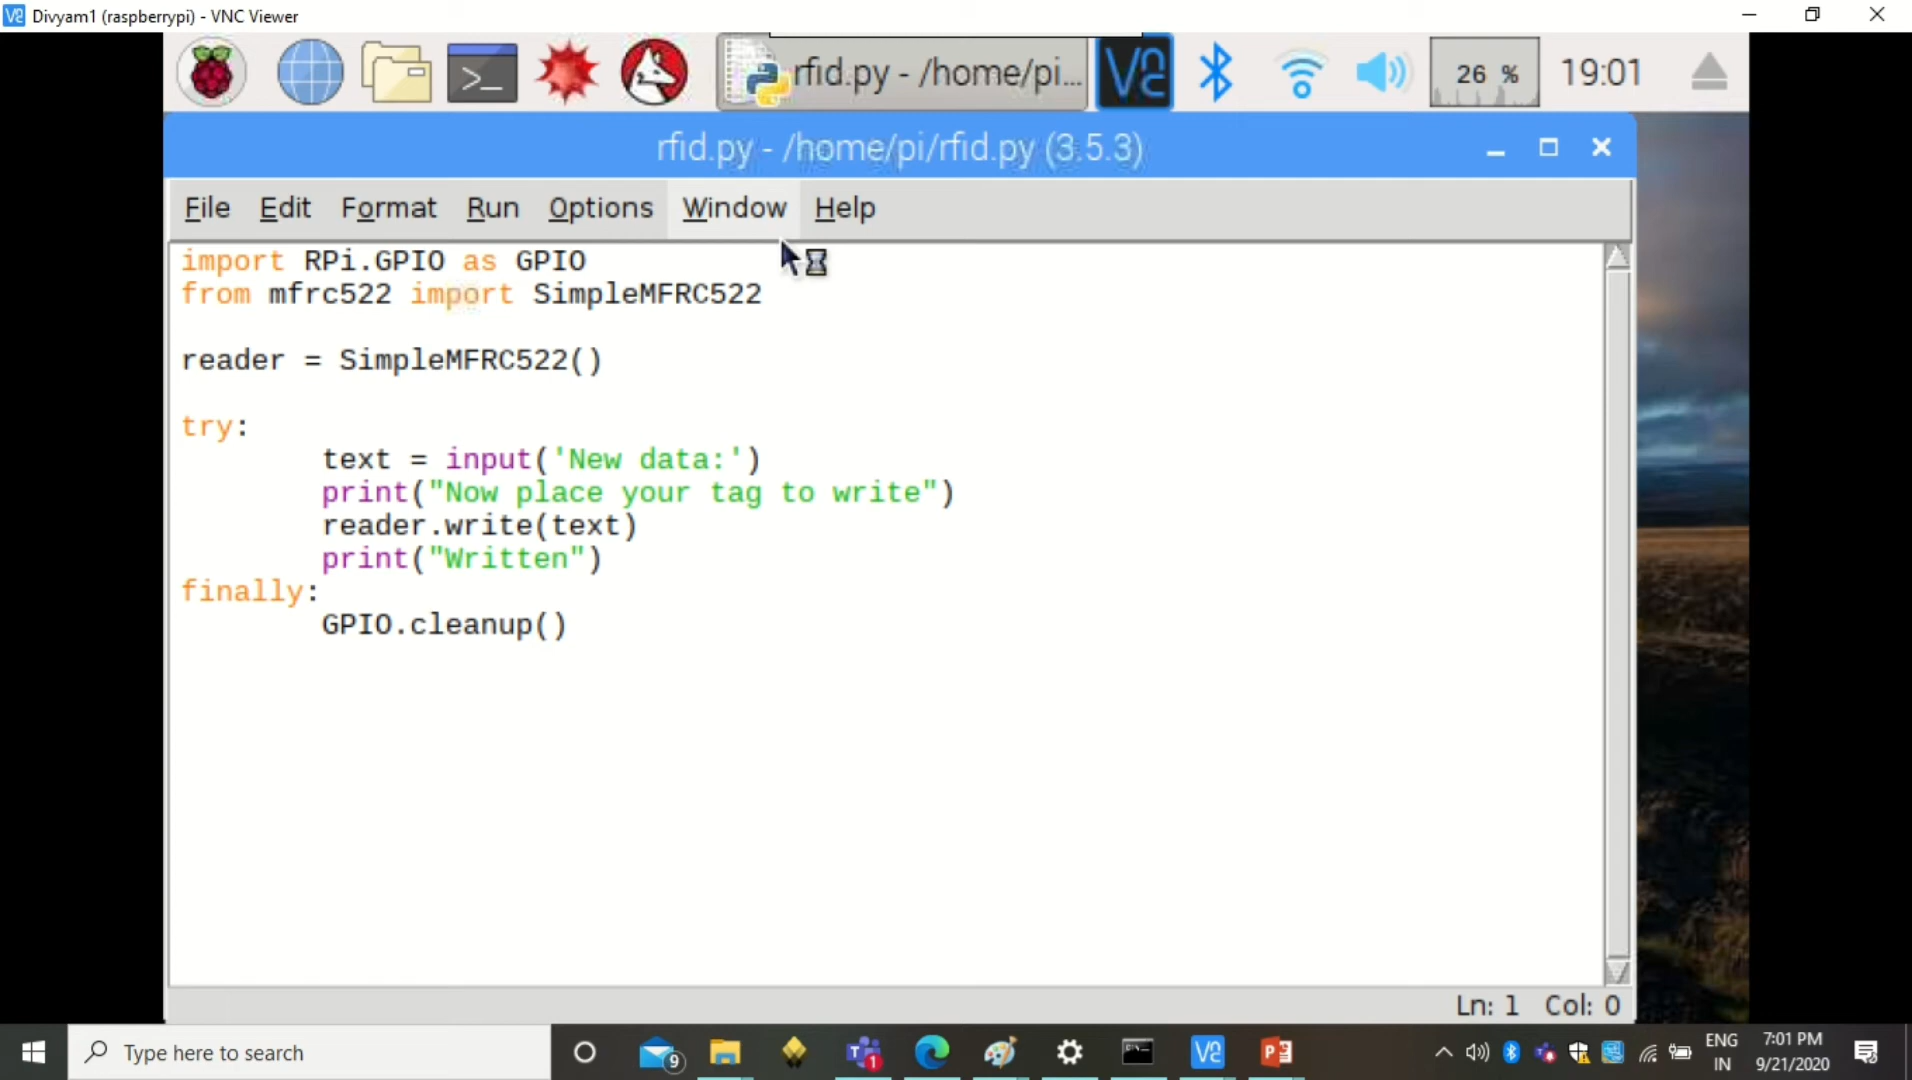 Divyam1 (raspberrypi) - VNC Viewer
rfid.py - /home/pi... 26 % 19:01
rfid.py - /home/pi/rfid.py (3.5.3)
File Edit Format Run Options Window Help
import RPi.GPIO as GPIO
from mfrc522 import SimpleMFRC522
reader = SimpleMFRC522()
try:
text = input('New data:')
print("Now place your tag to write")
reader.write(text)
print("Written")
finally:
GPIO.cleanup()
Ln: 1 Col: 0
Type here to search
9
1
ENG
IN
7:01 PM
9/21/2020